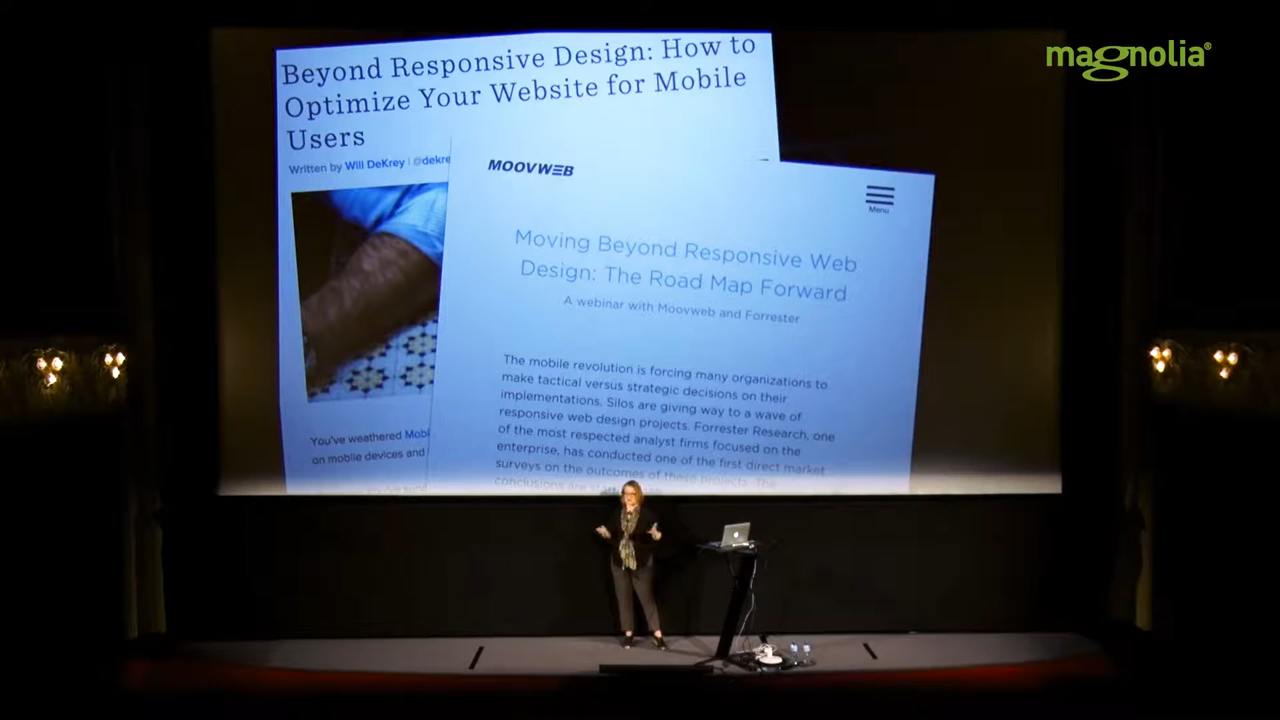 magnolia®
Beyond Responsive Design: How to
Optimize Your Website for Mobile
Users
Written by Will DeKrey | @dekre
You've weathered Mobi
on mobile devices and
MOOVWEB
Menu
Moving Beyond Responsive Web
Design: The Road Map Forward
A webinar with Moovweb and Forrester
The mobile revolution is forcing many organizations to
make tactical versus strategic decisions on their
implementations. Silos are giving way to a wave of
responsive web design projects. Forrester Research, one
of the most respected analyst firms focused on the
enterprise, has conducted one of the first direct market
surveys on the outcomes of these projects. The
conclusions are